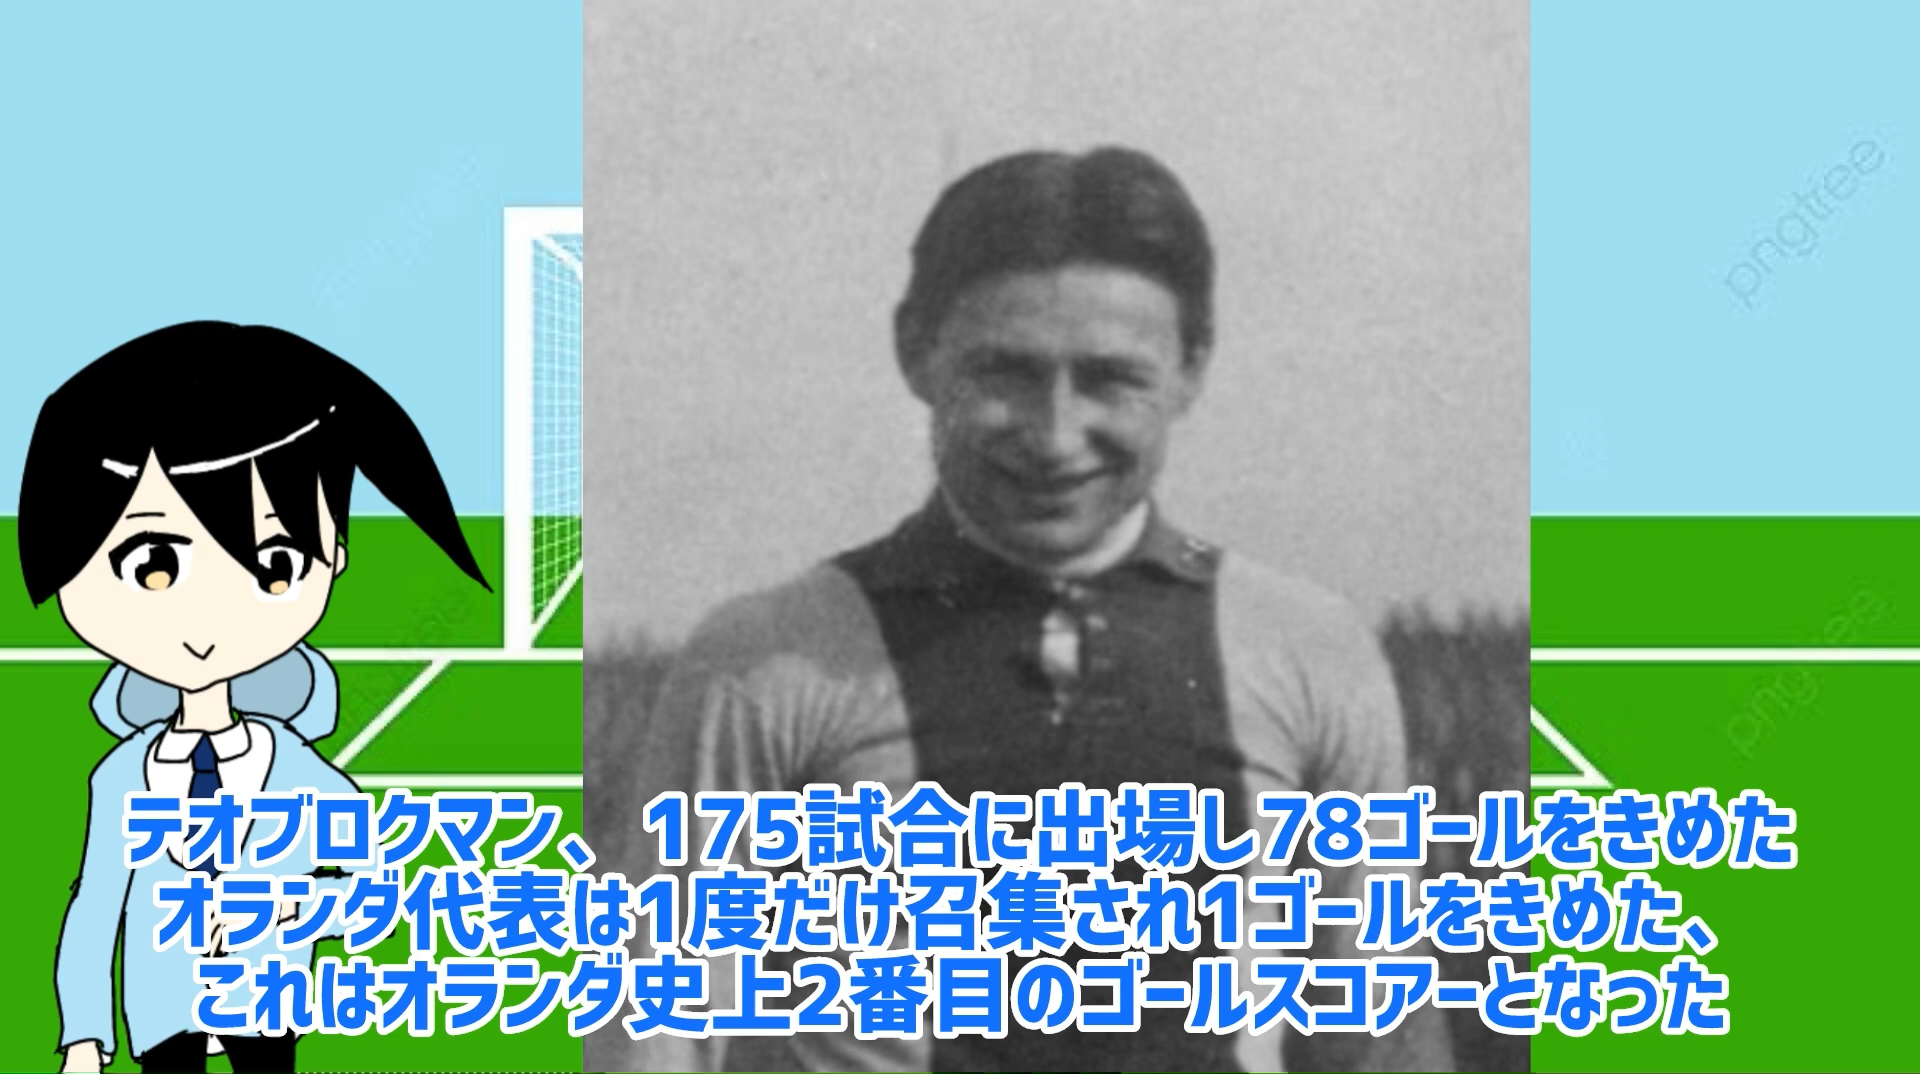 テオブロクマン、175試合に出場し78ゴールをきめた
オランダ代表は1度だけ召集され1ゴールをきめた、
これはオランダ史上2番目のゴールスコアーとなった
pngtree
pngtree